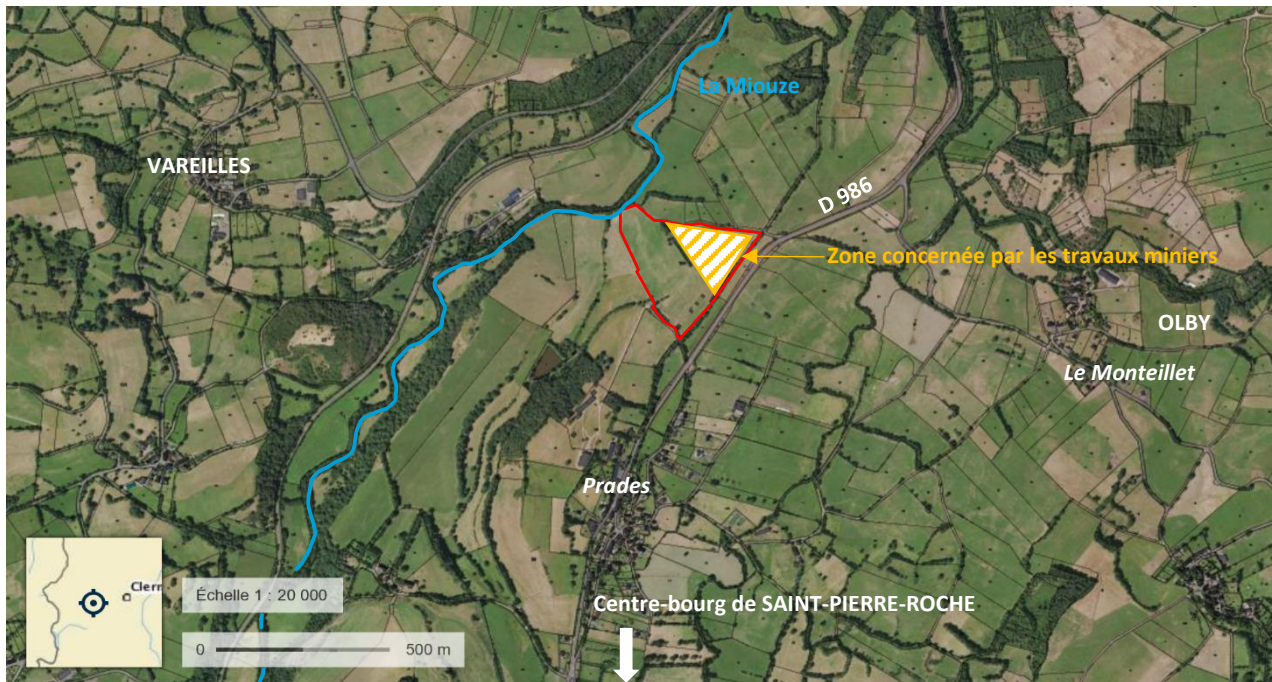 La Miouze
VAREILLES
D 986
Zone concernée par les travaux miniers
OLBY
Le Monteillet
Prades
Clerr
Échelle 1 : 20 000
Centre-bourg de SAINT-PIERRE-ROCHE
0 500 m